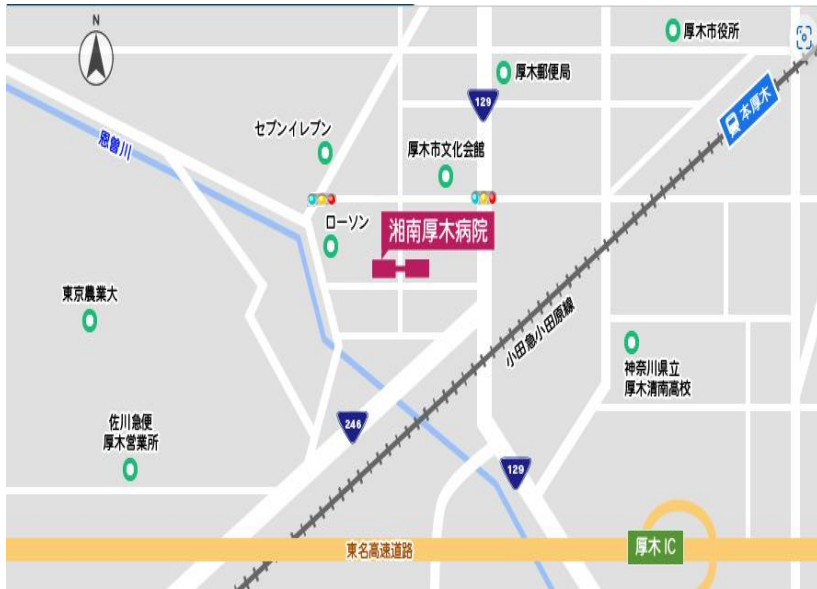 N
厚木市役所
厚木郵便局
129
本厚木
セブンイレブン
恩曽川
厚木市文化会館
ローソン
湘南厚木病院
東京農業大
小田急小田原線
神奈川県立
厚木清南高校
佐川急便
厚木営業所
246
129
東名高速道路
厚木 IC